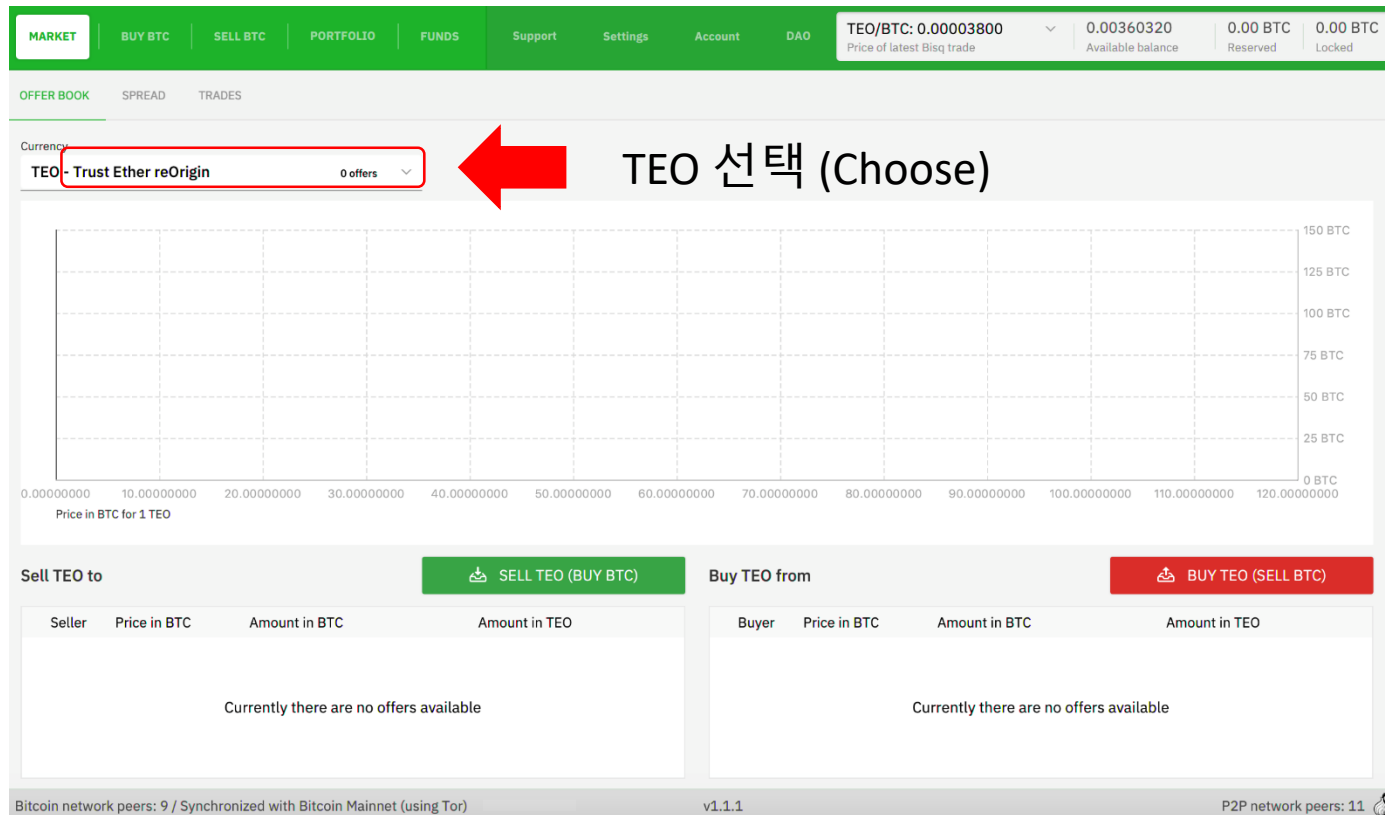 MARKET BUY BTC SELL BTC PORTFOLIO FUNDS Support Settings Account DAO TEO/BTC: 0.00003800 0.00360320 0.00 BTC 0.00 BTC
Price of latest Bisq trade Available balance Reserved Locked
OFFER BOOK SPREAD TRADES
Currency
TEO - Trust Ether reOrigin 0 offers
TEO 선택 (Choose)
150 BTC
125 BTC
100 BTC
75 BTC
50 BTC
25 BTC
0 BTC
0.00000000 10.00000000 20.00000000 30.00000000 40.00000000 50.00000000 60.00000000 70.00000000 80.00000000 90.00000000 100.00000000 110.00000000 120.00000000
Price in BTC for 1 TEO
Sell TEO to SELL TEO (BUY BTC) Buy TEO from BUY TEO (SELL BTC)
Seller Price in BTC Amount in BTC Amount in TEO Buyer Price in BTC Amount in BTC Amount in TEO
Currently there are no offers available Currently there are no offers available
Bitcoin network peers: 9 / Synchronized with Bitcoin Mainnet (using Tor) v1.1.1 P2P network peers: 11